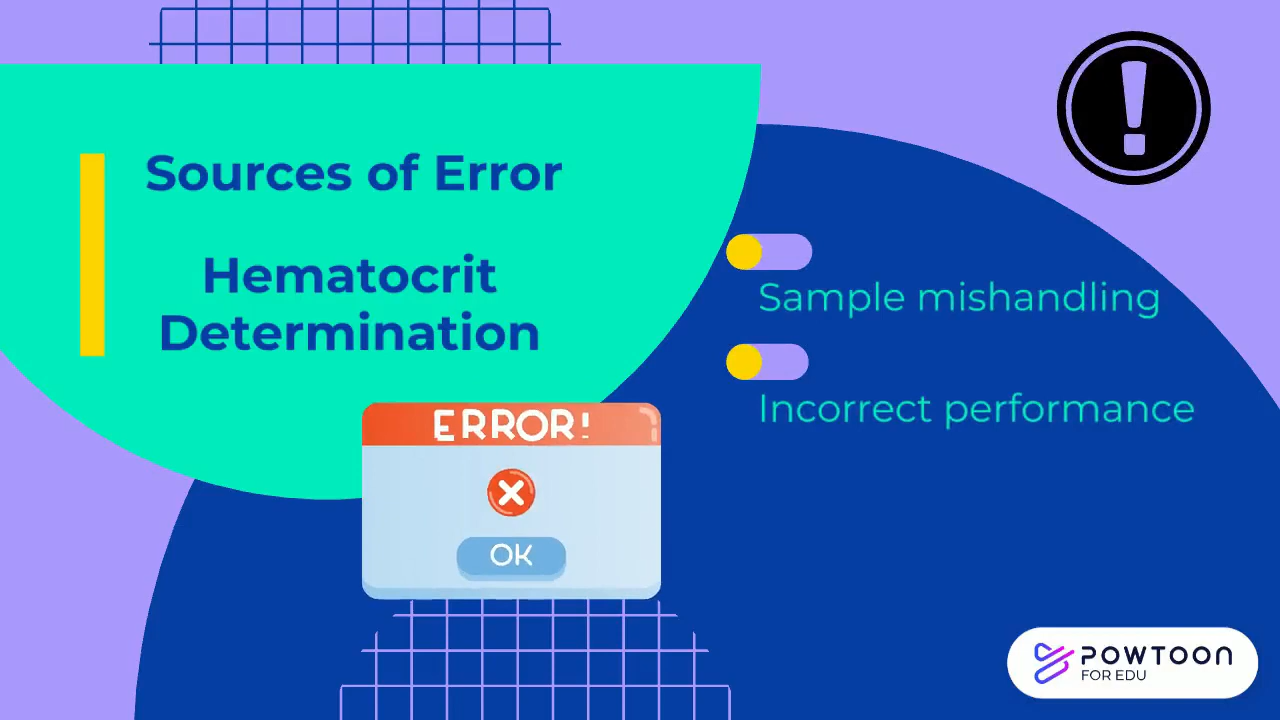 Sources of Error
Hematocrit
Determination
Sample mishandling
Incorrect performance
ERROR!
OK
POWTOON
FOR EDU